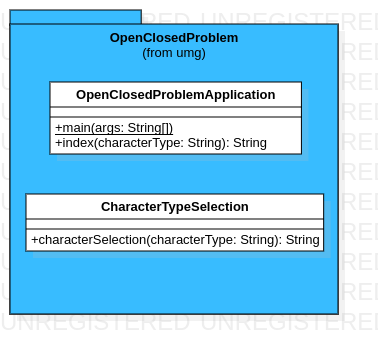 UNREGISTERED UNREGISTERED
OpenClosedProblem
(from umg)
OpenClosedProblemApplication
+main(args: String[])
+index(characterType: String): String
CharacterTypeSelection
+characterSelection(characterType: String): String
UNREGISTERED UNREGISTERED